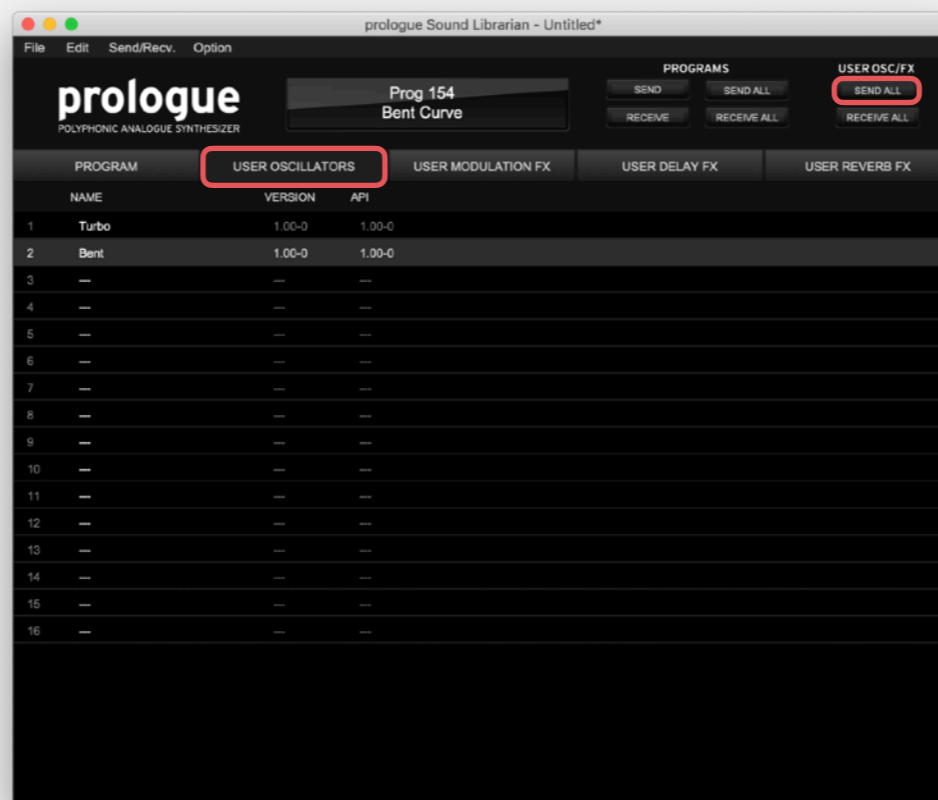 prologue Sound Librarian - Untitled*
File Edit Send/Recv. Option
prologue
POLYPHONIC ANALOGUE SYNTHESIZER
Prog 154
Bent Curve
PROGRAMS
SEND SEND ALL
RECEIVE RECEIVE ALL
USER OSC/FX
SEND ALL
RECEIVE ALL
PROGRAM USER OSCILLATORS USER MODULATION FX USER DELAY FX USER REVERB FX
NAME VERSION API
1 Turbo 1.00-0 1.00-0
2 Bent 1.00-0 1.00-0
3 --- --- ---
4 --- --- ---
5 --- --- ---
6 --- --- ---
7 --- --- ---
8 --- --- ---
9 --- --- ---
10 --- --- ---
11 --- --- ---
12 --- --- ---
13 --- --- ---
14 --- --- ---
15 --- --- ---
16 --- --- ---